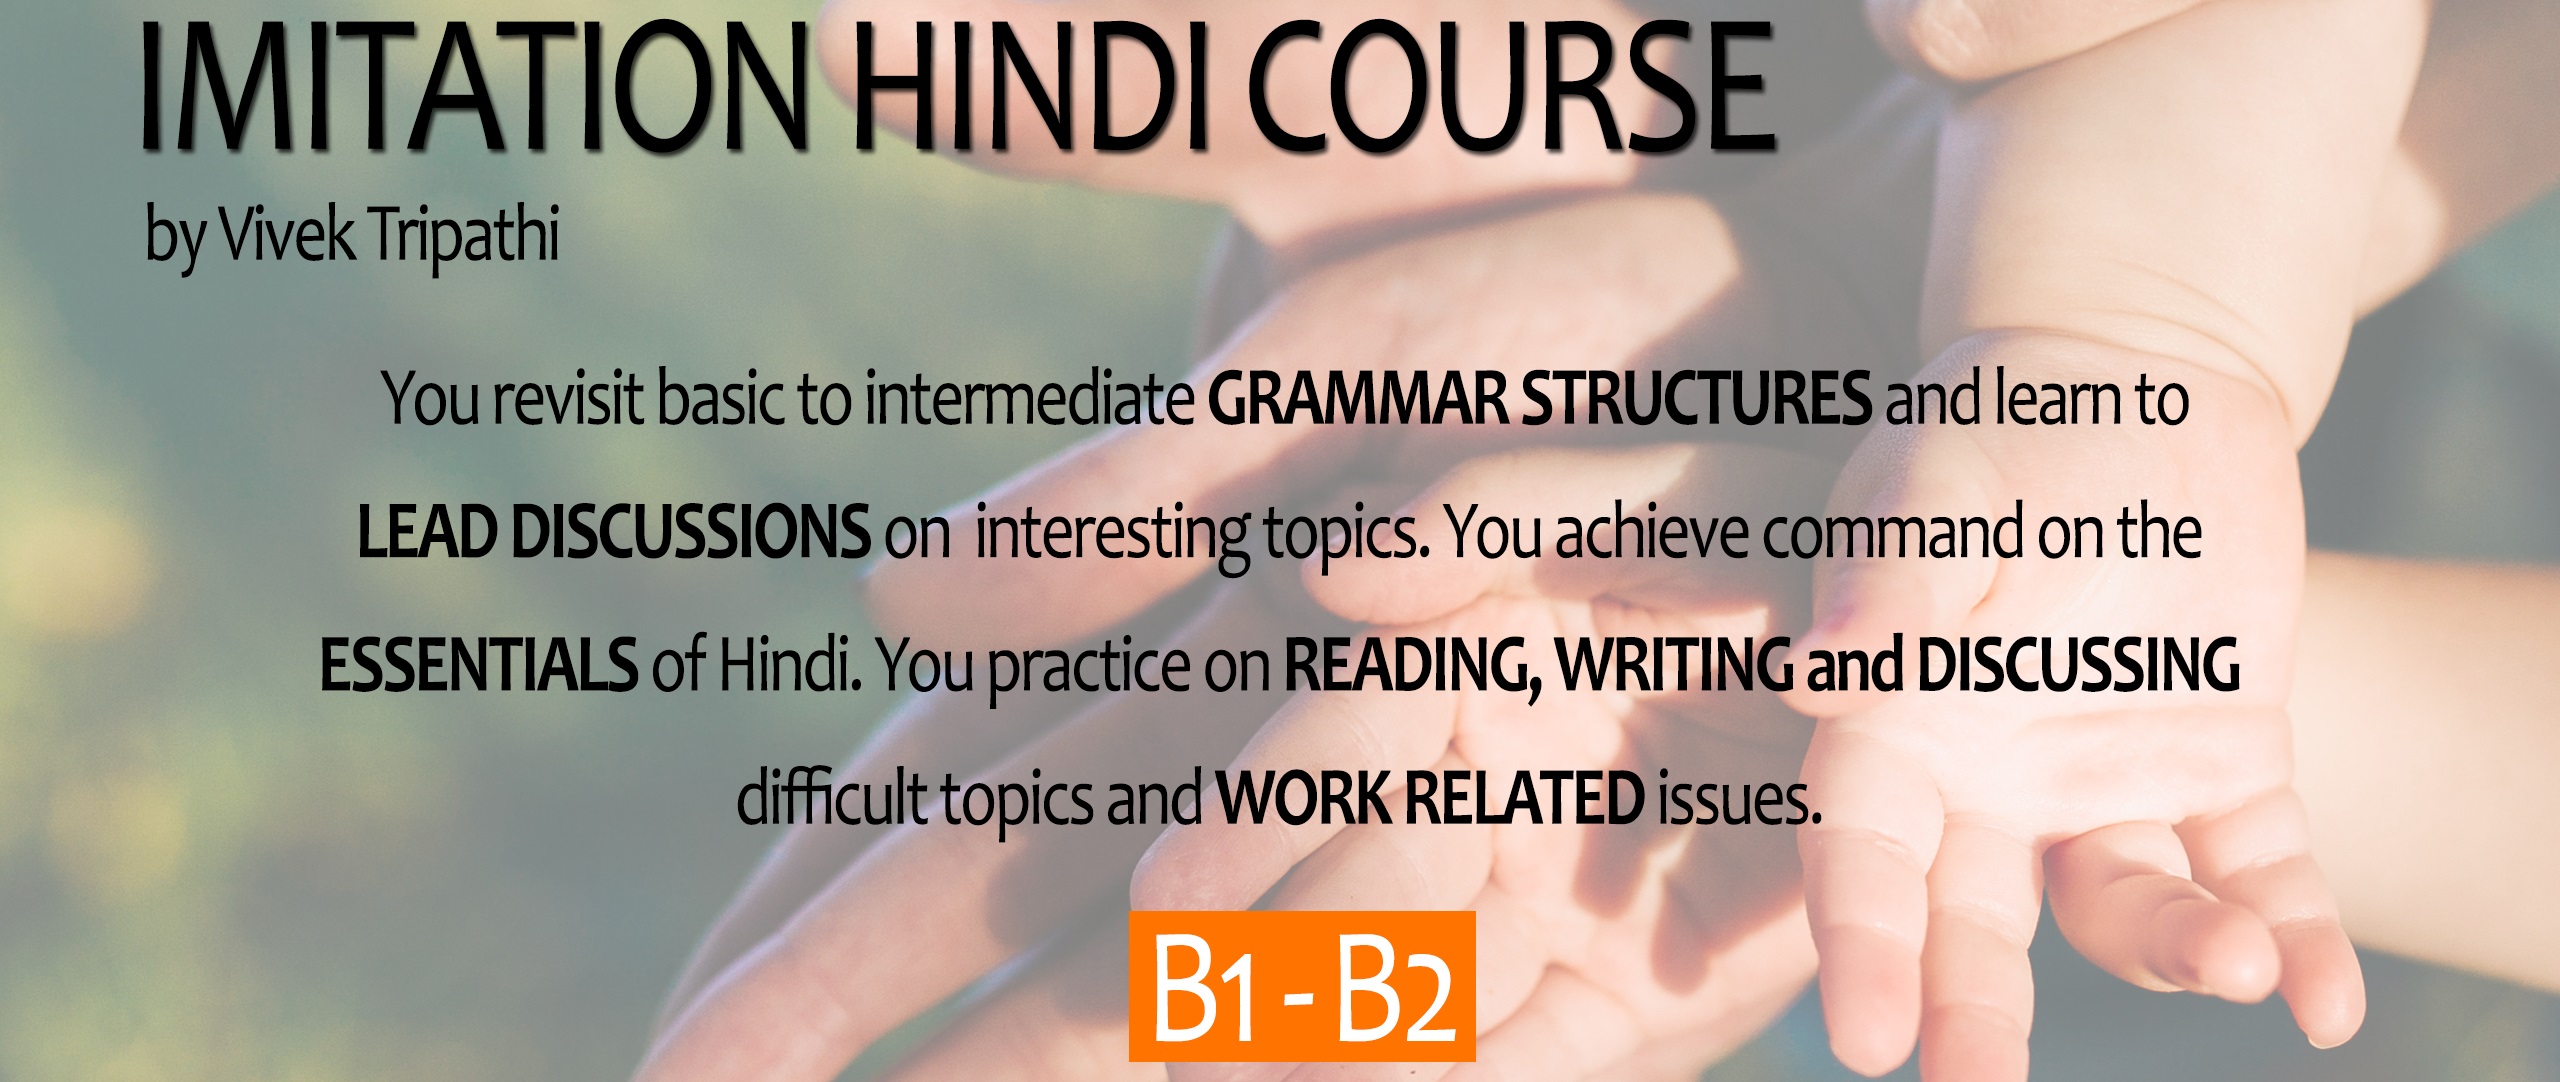 IMITATION HINDI COURSE
by Vivek Tripathi
You revisit basic to intermediate GRAMMAR STRUCTURES and learn to
LEAD DISCUSSIONS on interesting topics. You achieve command on the
ESSENTIALS of Hindi. You practice on READING, WRITING and DISCUSSING
difficult topics and WORK RELATED issues.
B1 - B2